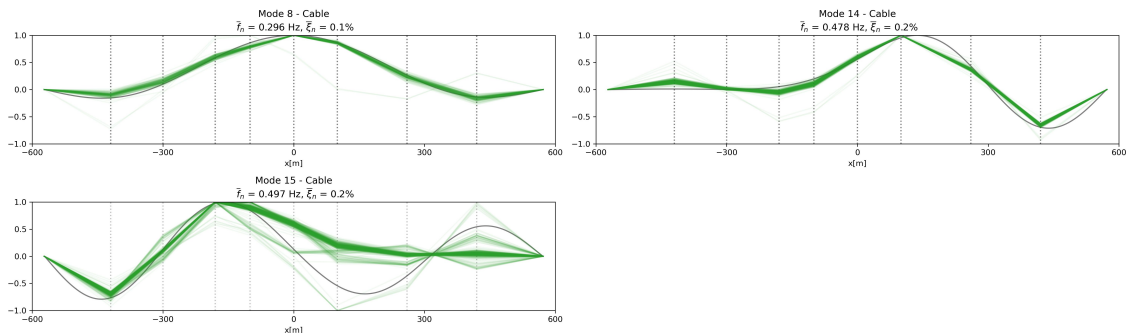 Mode 8 - Cable
f̄ₙ = 0.296 Hz, ξ̄ₙ = 0.1%
1.0
0.5
0.0
−0.5
−1.0
−600 −300 0 300 600
x[m]
Mode 14 - Cable
f̄ₙ = 0.478 Hz, ξ̄ₙ = 0.2%
1.0
0.5
0.0
−0.5
−1.0
−600 −300 0 300 600
x[m]
Mode 15 - Cable
f̄ₙ = 0.497 Hz, ξ̄ₙ = 0.2%
1.0
0.5
0.0
−0.5
−1.0
−600 −300 0 300 600
x[m]